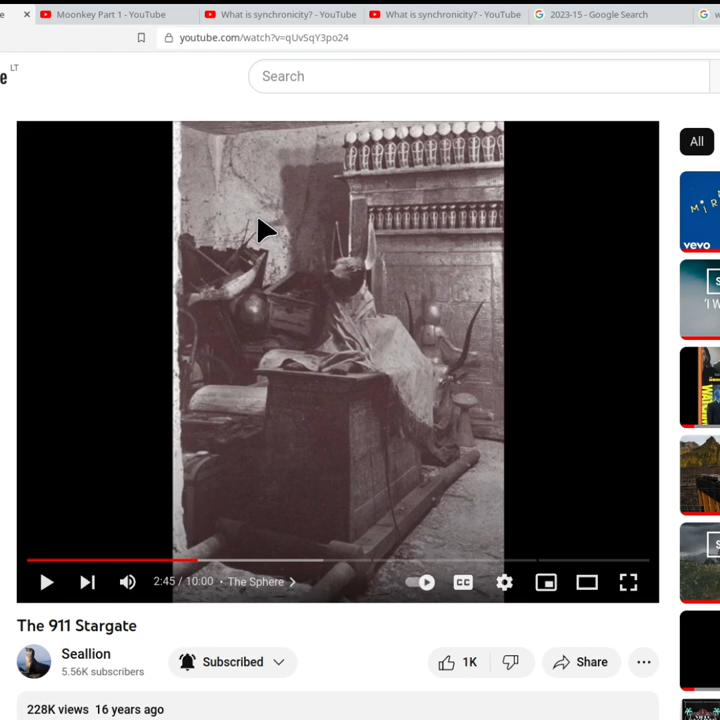 Moonkey Part 1 - YouTube
What is synchronicity? - YouTube
What is synchronicity? - YouTube
2023-15 - Google Search
youtube.com/watch?v=qUvSqY3po24
e LT
Search
All
vevo
2:45 / 10:00 • The Sphere
CC
The 911 Stargate
Seallion
5.56K subscribers
Subscribed
1K
Share
228K views 16 years ago